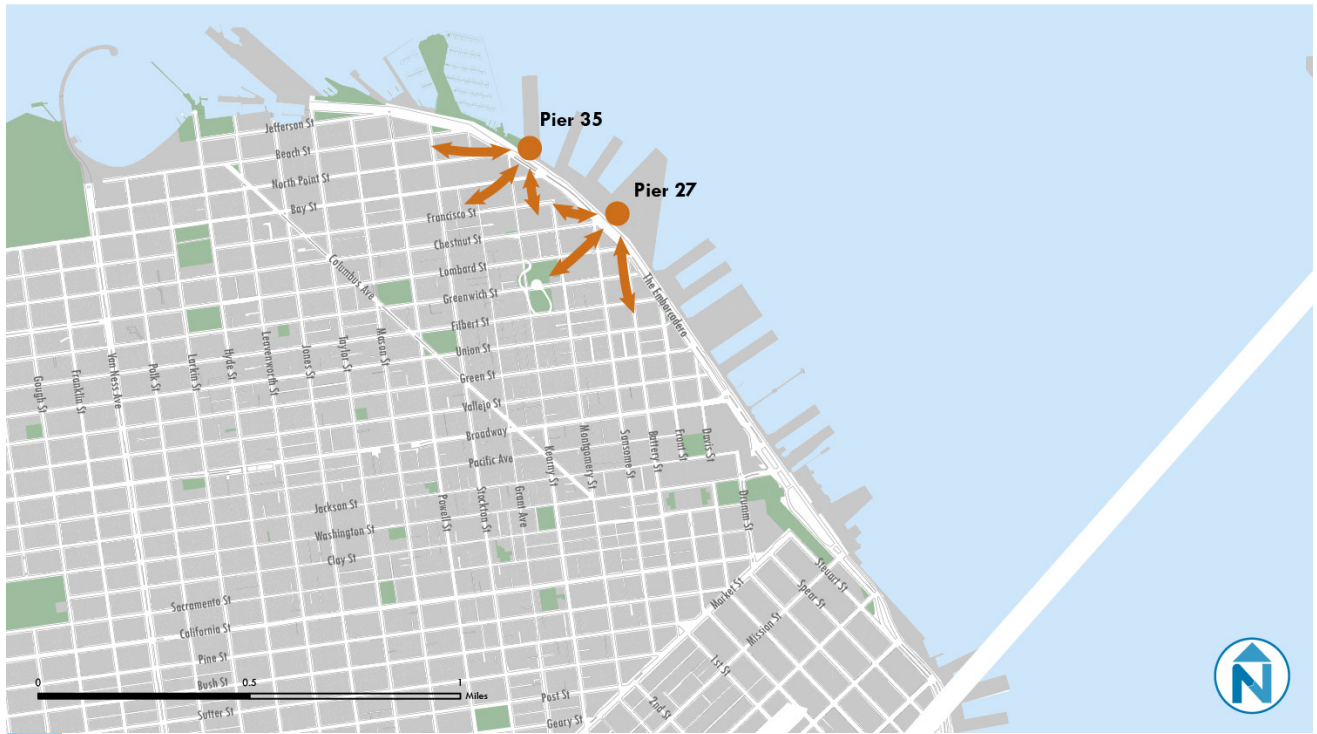 Pier 35
Pier 27
Jefferson St
Beach St
North Point St
Bay St
Francisco St
Chestnut St
Lombard St
Greenwich St
Filbert St
Union St
Green St
Vallejo St
Broadway
Pacific Ave
Jackson St
Washington St
Clay St
Sacramento St
California St
Pine St
Bush St
Sutter St
Post St
Geary St
Columbus Ave
The Embarcadero
Gough St
Franklin St
Van Ness Ave
Polk St
Larkin St
Hyde St
Leavenworth St
Jones St
Taylor St
Mason St
Powell St
Stockton St
Grant Ave
Kearny St
Montgomery St
Sansome St
Battery St
Front St
Davis St
Drumm St
Market St
Stewart St
Spear St
Mission St
1st St
2nd St
0 0.5 1
Miles
N